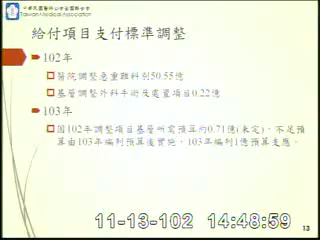 中華民國醫師公會全國聯合會
Taiwan Medical Association
給付項目支付標準調整
102年
醫院調整急重難科別50.55億
基層調整外科手術及處置項目0.22億
103年
因102年調整項目基層所需預算約0.71億(未定),不足預
算由103年編列預算後實施,103年編列1億預算支應。
11-13-102 14:48:59
13